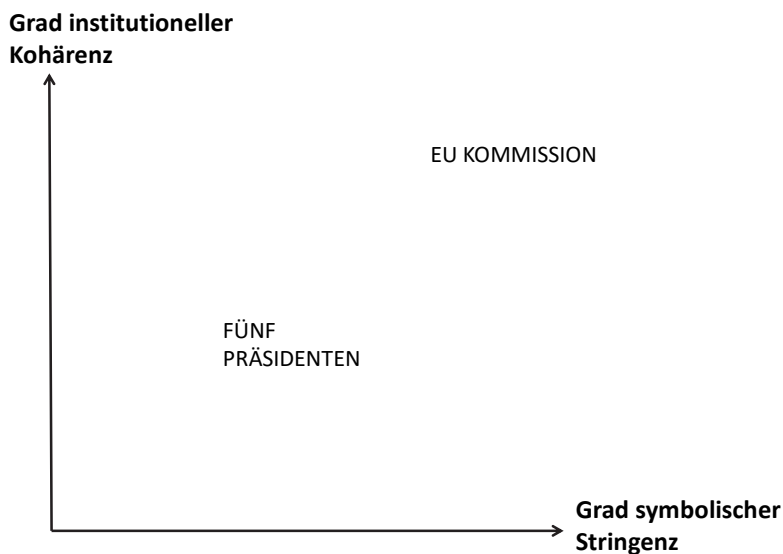 Grad institutioneller
Kohärenz
EU KOMMISSION
FÜNF
PRÄSIDENTEN
Grad symbolischer
Stringenz